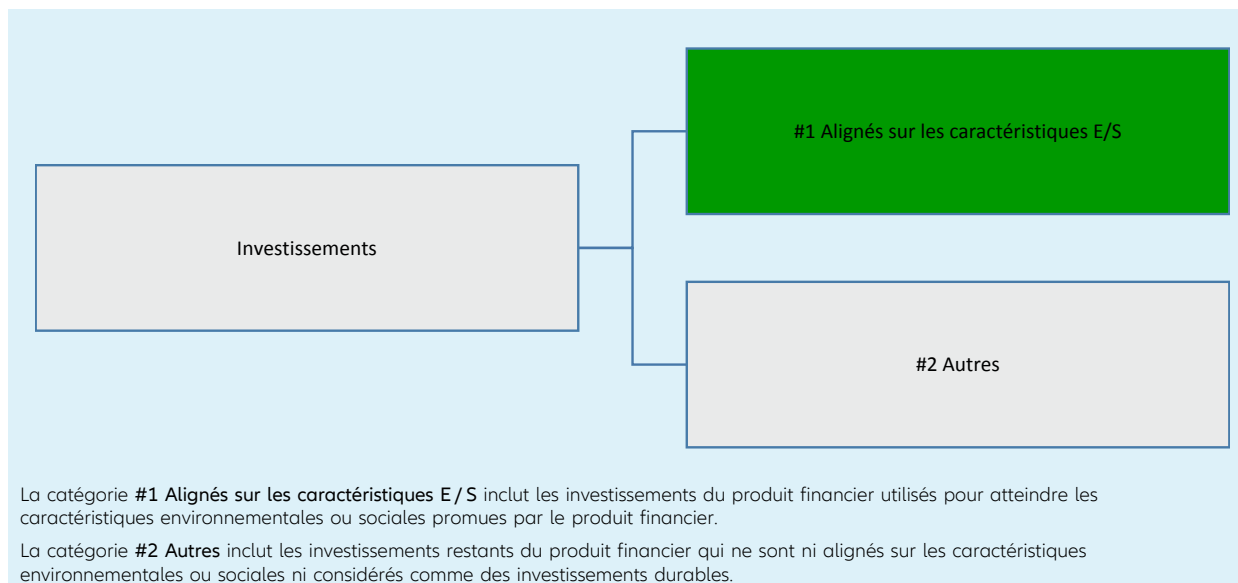 #1 Alignés sur les caractéristiques E/S
Investissements
#2 Autres
La catégorie #1 Alignés sur les caractéristiques E / S inclut les investissements du produit financier utilisés pour atteindre les
caractéristiques environnementales ou sociales promues par le produit financier.
La catégorie #2 Autres inclut les investissements restants du produit financier qui ne sont ni alignés sur les caractéristiques
environnementales ou sociales ni considérés comme des investissements durables.